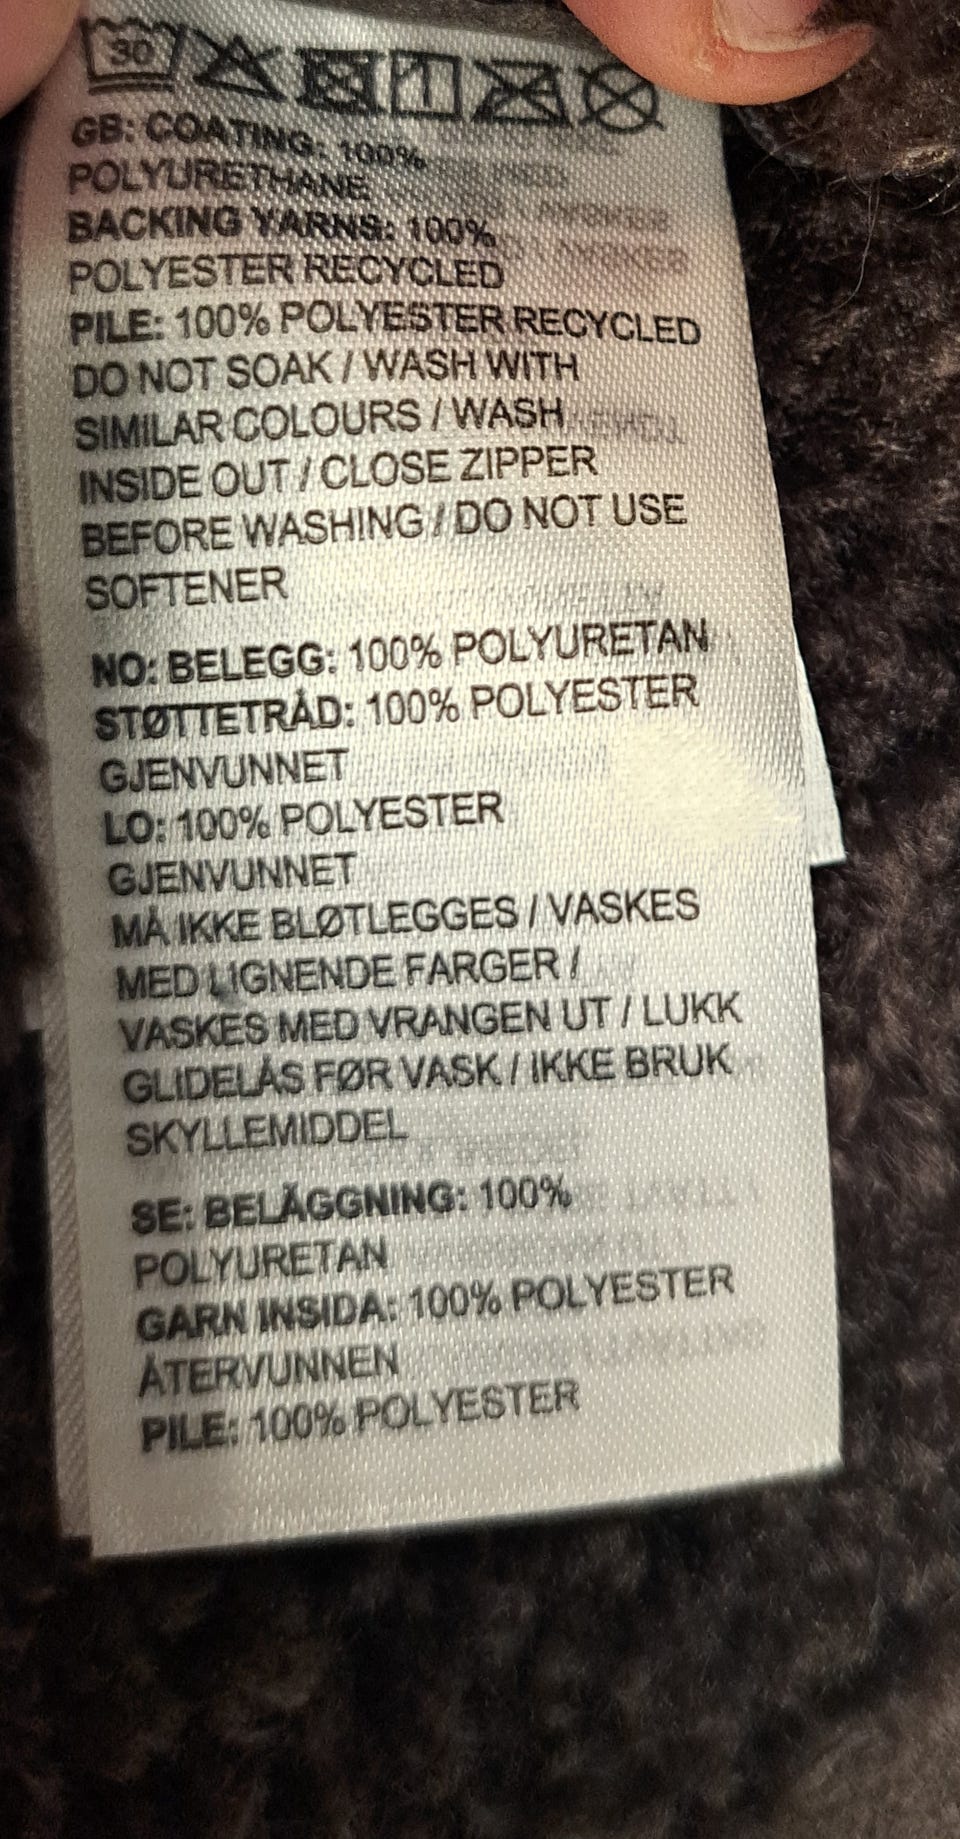 30
GB: COATING: 100%
POLYURETHANE
BACKING YARNS: 100%
POLYESTER RECYCLED
PILE: 100% POLYESTER RECYCLED
DO NOT SOAK / WASH WITH
SIMILAR COLOURS / WASH
INSIDE OUT / CLOSE ZIPPER
BEFORE WASHING / DO NOT USE
SOFTENER
NO: BELEGG: 100% POLYURETAN
STØTTETRÅD: 100% POLYESTER
GJENVUNNET
LO: 100% POLYESTER
GJENVUNNET
MÅ IKKE BLØTLEGGES / VASKES
MED LIGNENDE FARGER /
VASKES MED VRANGEN UT / LUKK
GLIDELÅS FØR VASK / IKKE BRUK
SKYLLEMIDDEL
SE: BELÄGGNING: 100%
POLYURETAN
GARN INSIDA: 100% POLYESTER
ÅTERVUNNEN
PILE: 100% POLYESTER